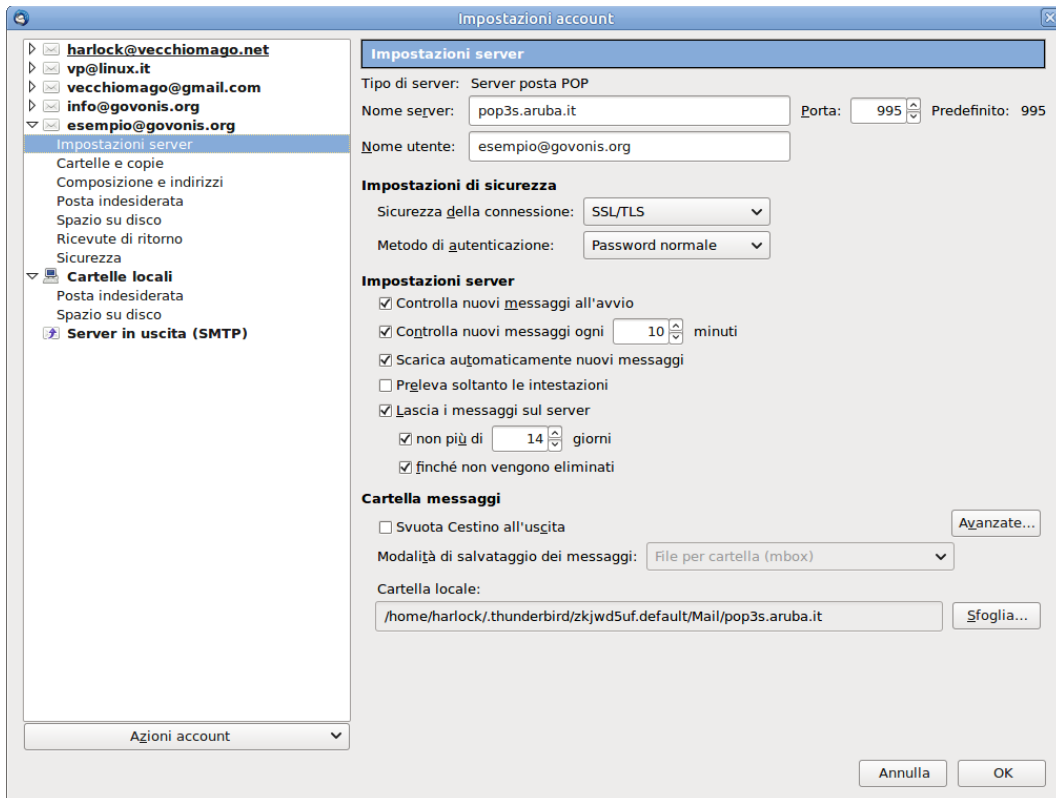 Impostazioni account
harlock@vecchiomago.net
vp@linux.it
vecchiomago@gmail.com
info@govonis.org
esempio@govonis.org
Impostazioni server
Cartelle e copie
Composizione e indirizzi
Posta indesiderata
Spazio su disco
Ricevute di ritorno
Sicurezza
Cartelle locali
Posta indesiderata
Spazio su disco
Server in uscita (SMTP)
Azioni account
Impostazioni server
Tipo di server: Server posta POP
Nome server: pop3s.aruba.it Porta: 995 Predefinito: 995
Nome utente: esempio@govonis.org
Impostazioni di sicurezza
Sicurezza della connessione: SSL/TLS
Metodo di autenticazione: Password normale
Impostazioni server
Controlla nuovi messaggi all'avvio
Controlla nuovi messaggi ogni 10 minuti
Scarica automaticamente nuovi messaggi
Preleva soltanto le intestazioni
Lascia i messaggi sul server
non più di 14 giorni
finché non vengono eliminati
Cartella messaggi
Svuota Cestino all'uscita Avanzate...
Modalità di salvataggio dei messaggi: File per cartella (mbox)
Cartella locale:
/home/harlock/.thunderbird/zkjwd5uf.default/Mail/pop3s.aruba.it Sfoglia...
Annulla OK